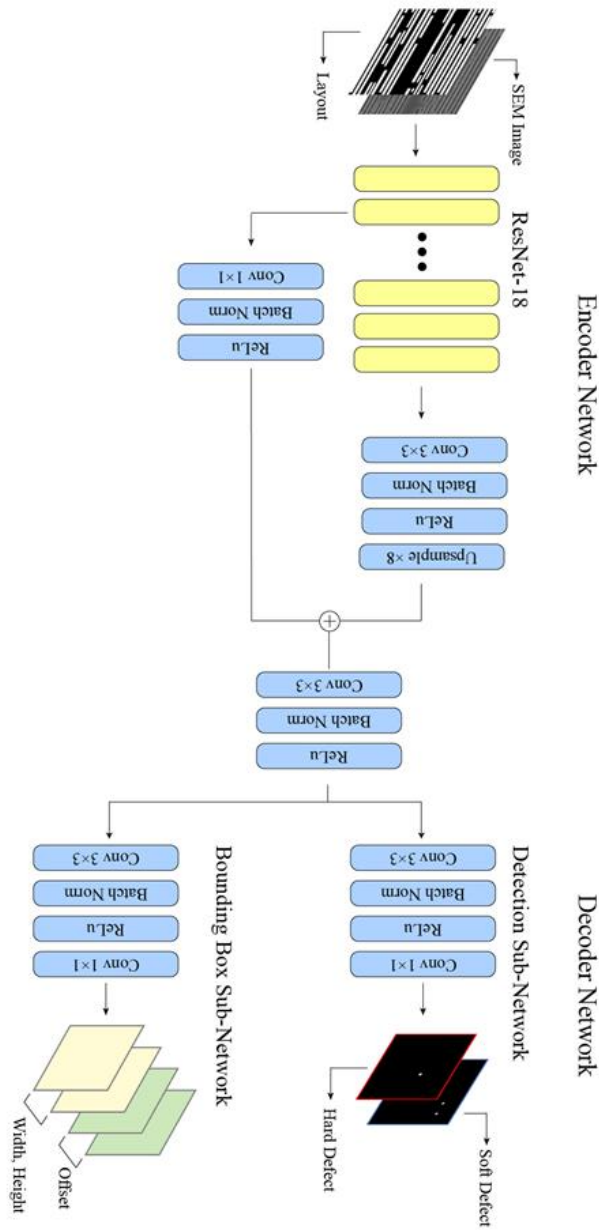 Encoder Network
Decoder Network
SEM Image
Layout
ResNet-18
Conv 3×3
Batch Norm
ReLu
Upsample ×8
Conv 1×1
Batch Norm
ReLu
Conv 3×3
Batch Norm
ReLu
Detection Sub-Network
Conv 3×3
Batch Norm
ReLu
Conv 1×1
Soft Defect
Hard Defect
Bounding Box Sub-Network
Conv 3×3
Batch Norm
ReLu
Conv 1×1
Offset
Width, Height